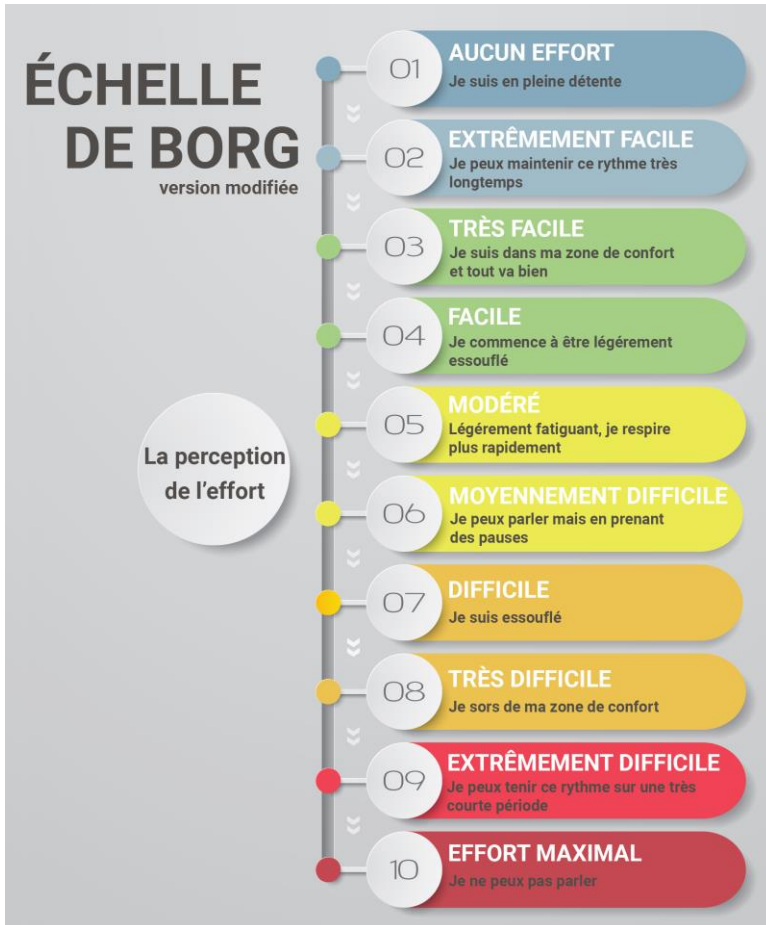 ÉCHELLE
DE BORG
version modifiée
La perception
de l'effort
01
AUCUN EFFORT
Je suis en pleine détente
02
EXTRÊMEMENT FACILE
Je peux maintenir ce rythme très
longtemps
03
TRÈS FACILE
Je suis dans ma zone de confort
et tout va bien
04
FACILE
Je commence à être légérement
essouflé
05
MODÉRÉ
Légérement fatiguant, je respire
plus rapidement
06
MOYENNEMENT DIFFICILE
Je peux parler mais en prenant
des pauses
07
DIFFICILE
Je suis essouflé
08
TRÈS DIFFICILE
Je sors de ma zone de confort
09
EXTRÊMEMENT DIFFICILE
Je peux tenir ce rythme sur une très
courte période
10
EFFORT MAXIMAL
Je ne peux pas parler